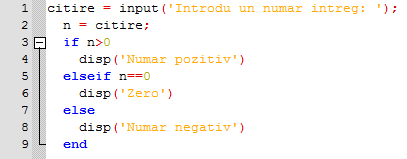 1 citire = input('Introdu un numar intreg: ');
2 n = citire;
3 if n>0
4 disp('Numar pozitiv')
5 elseif n==0
6 disp('Zero')
7 else
8 disp('Numar negativ')
9 end